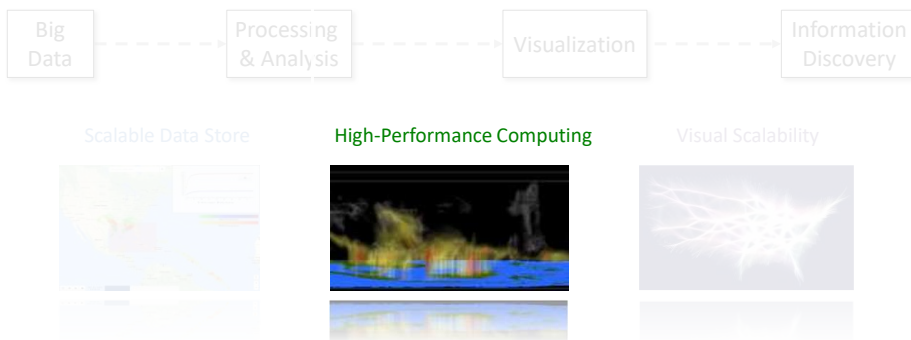 Big
Data
Processing
& Analysis
Visualization
Information
Discovery
Scalable Data Store
High-Performance Computing
Visual Scalability